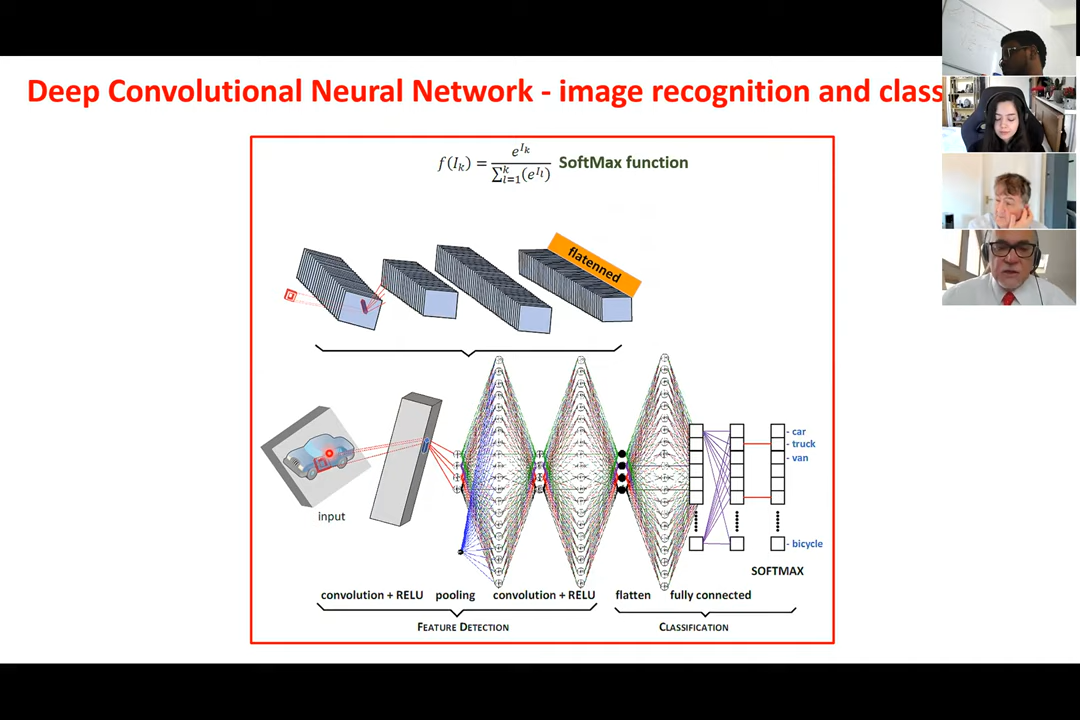 Deep Convolutional Neural Network - image recognition and class
f(I_k) = e^{I_k} / ∑_{l=1}^{k}(e^{I_l}) SoftMax function
flatenned
car
truck
van
bicycle
input
SOFTMAX
convolution + RELU pooling convolution + RELU flatten fully connected
FEATURE DETECTION CLASSIFICATION